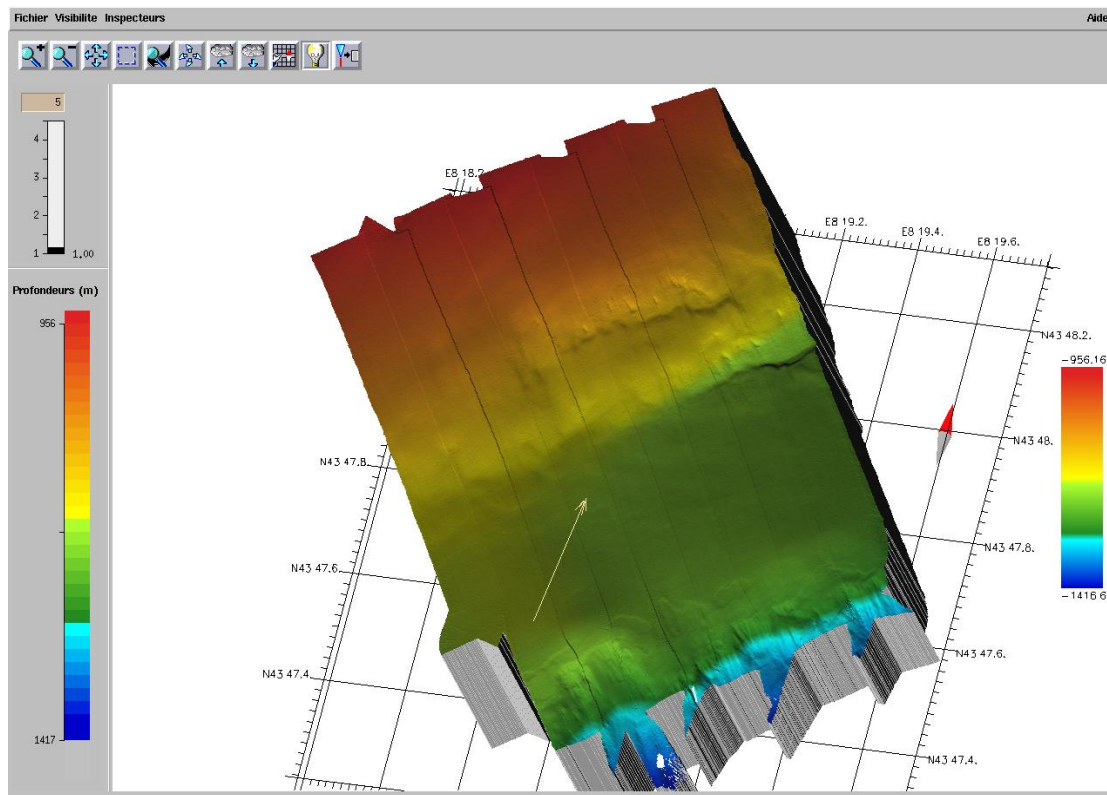 Fichier Visibilite Inspecteurs
Aide
5
4
3
2
1
1.00
Profondeurs (m)
956
1417
E8 18.2
E8 19.2.
E8 19.4.
E8 19.6.
N43 48.2.
N43 48.
N43 47.8.
N43 47.6.
N43 47.4.
N43 47.8.
N43 47.6.
N43 47.4.
-956.16
-1416.6